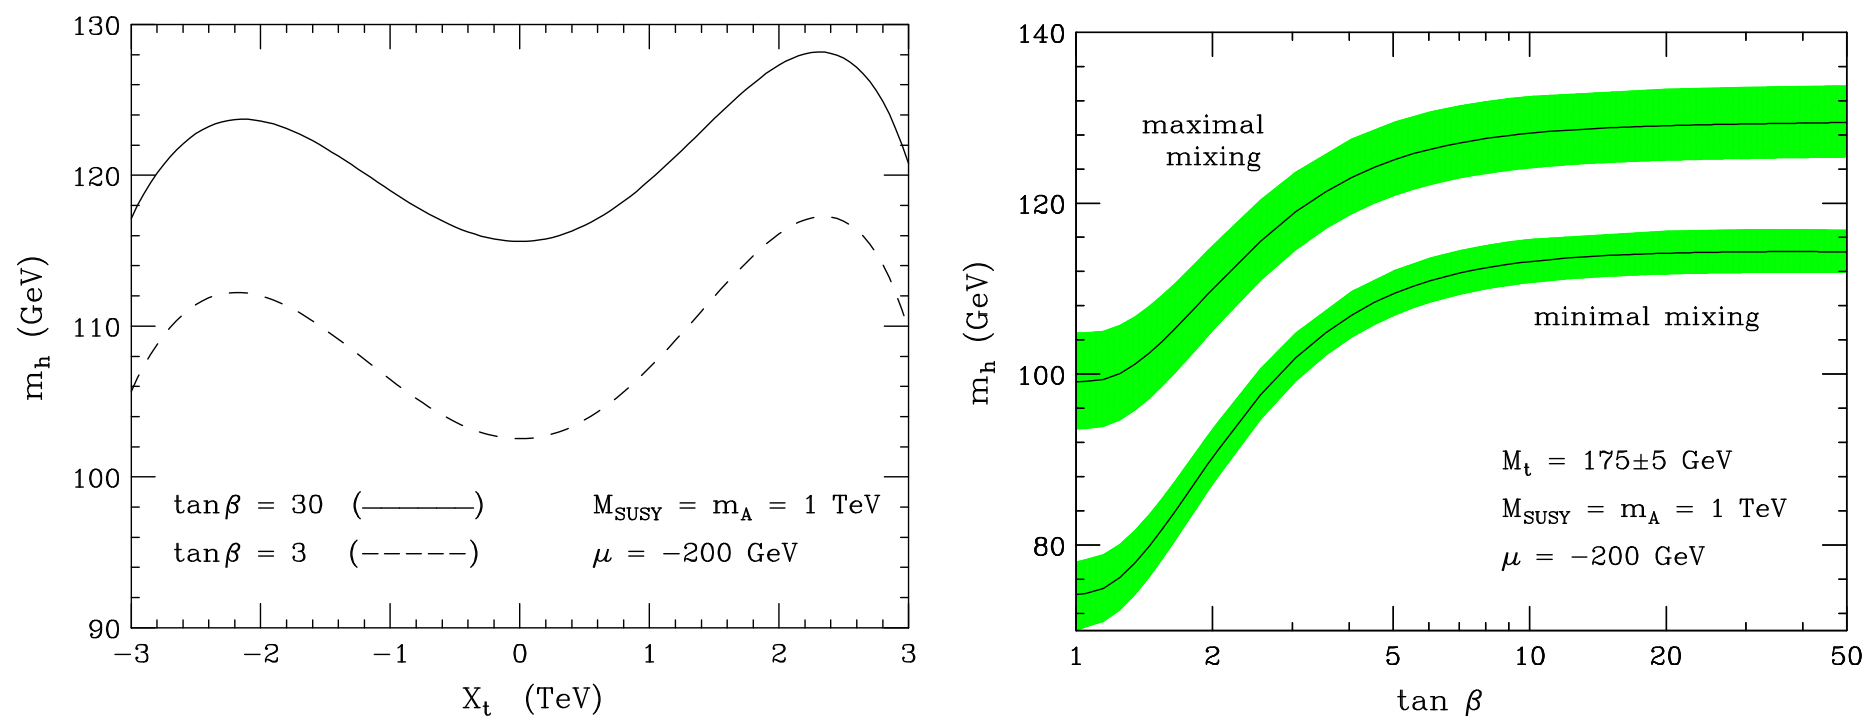 130
120
110
100
90
m_h (GeV)
tanβ = 30 (———)
tanβ = 3 (-----)
M_SUSY = m_A = 1 TeV
μ = −200 GeV
−3 −2 −1 0 1 2 3
X_t (TeV)
140
120
100
80
m_h (GeV)
maximal
mixing
minimal mixing
M_t = 175±5 GeV
M_SUSY = m_A = 1 TeV
μ = −200 GeV
1 2 5 10 20 50
tan β